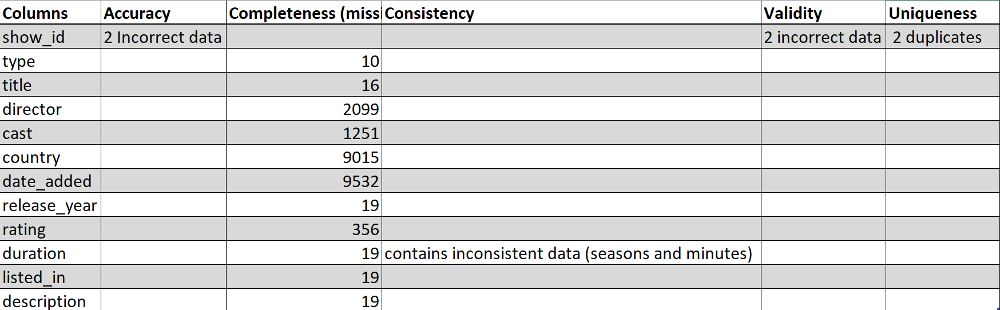 Columns Accuracy Completeness (missi Consistency Validity Uniqueness
show_id 2 Incorrect data 2 incorrect data 2 duplicates
type 10
title 16
director 2099
cast 1251
country 9015
date_added 9532
release_year 19
rating 356
duration 19 contains inconsistent data (seasons and minutes)
listed_in 19
description 19